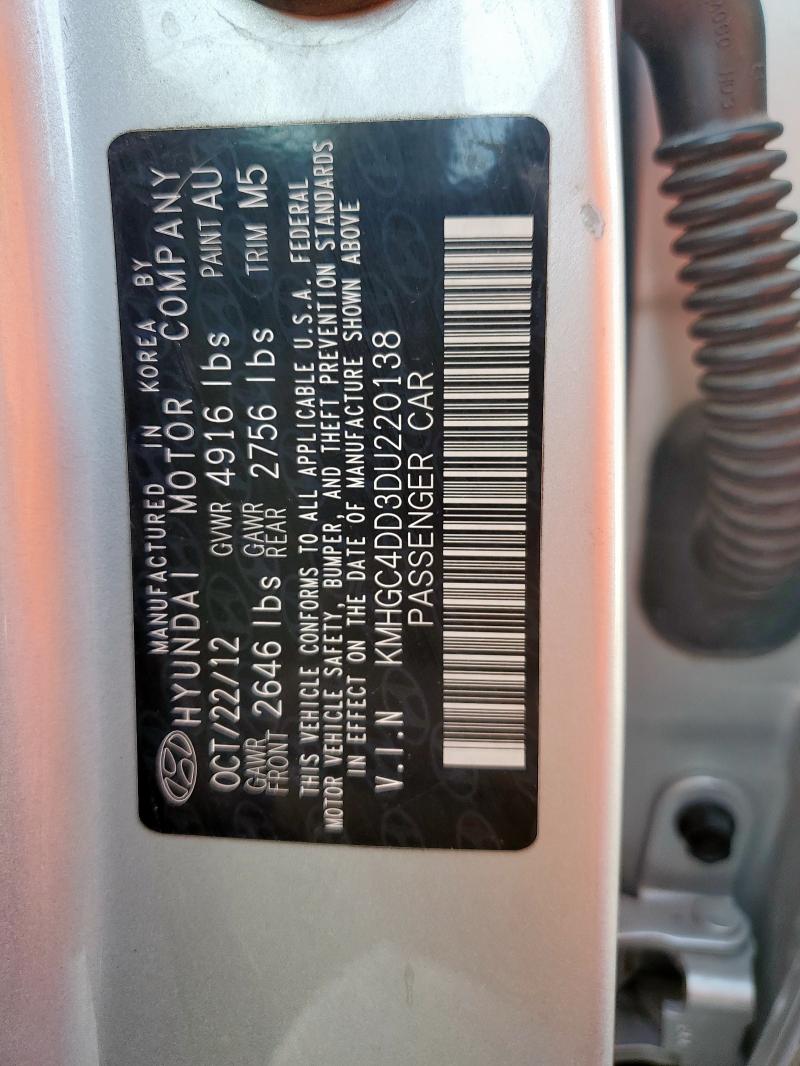 MANUFACTURED IN KOREA BY
HYUNDAI MOTOR COMPANY
OCT/22/12 GVWR 4916 lbs PAINT AU
GAWR FRONT 2646 lbs GAWR REAR 2756 lbs TRIM M5
THIS VEHICLE CONFORMS TO ALL APPLICABLE U.S.A. FEDERAL
MOTOR VEHICLE SAFETY, BUMPER, AND THEFT PREVENTION STANDARDS
IN EFFECT ON THE DATE OF MANUFACTURE SHOWN ABOVE
V.I.N KMHGC4DD3DU220138
PASSENGER CAR